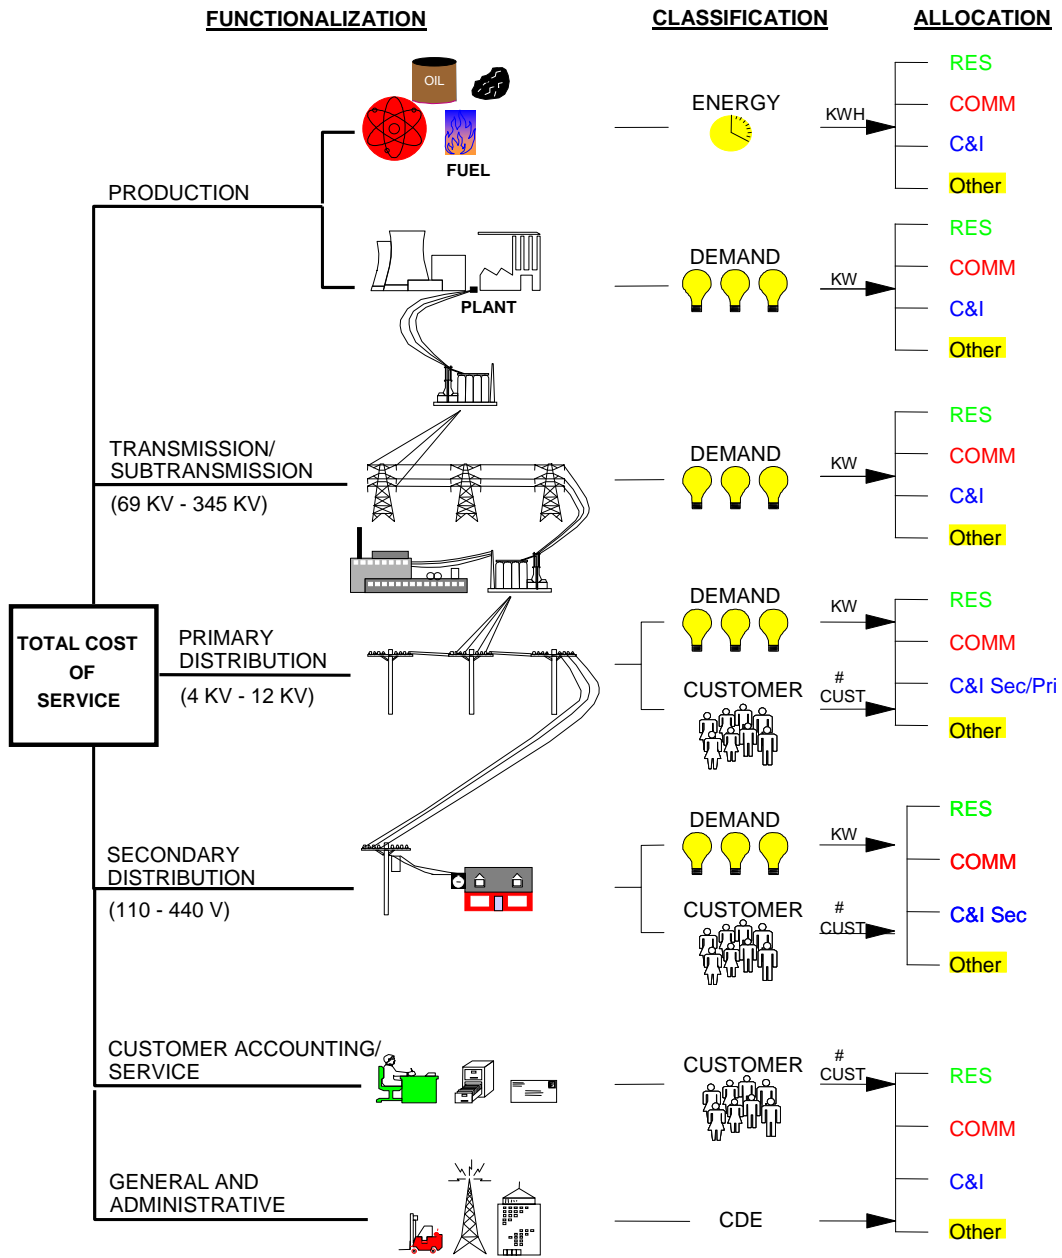 FUNCTIONALIZATION
CLASSIFICATION
ALLOCATION
OIL
FUEL
ENERGY
KWH
RES
COMM
C&I
Other
PRODUCTION
PLANT
DEMAND
KW
RES
COMM
C&I
Other
TRANSMISSION/
SUBTRANSMISSION
(69 KV - 345 KV)
DEMAND
KW
RES
COMM
C&I
Other
TOTAL COST
OF
SERVICE
PRIMARY
DISTRIBUTION
(4 KV - 12 KV)
DEMAND
KW
CUSTOMER
#
CUST
RES
COMM
C&I Sec/Pri
Other
SECONDARY
DISTRIBUTION
(110 - 440 V)
DEMAND
KW
CUSTOMER
#
CUST
RES
COMM
C&I Sec
Other
CUSTOMER ACCOUNTING/
SERVICE
CUSTOMER
#
CUST
GENERAL AND
ADMINISTRATIVE
CDE
RES
COMM
C&I
Other